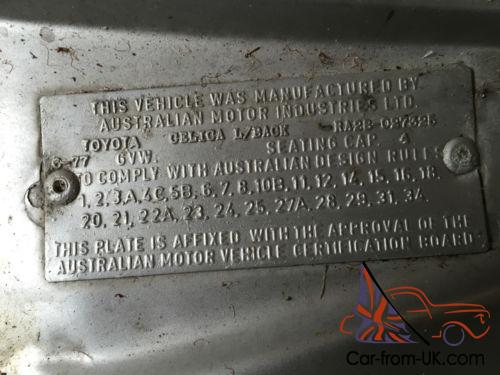 THIS VEHICLE WAS MANUFACTURED BY
AUSTRALIAN MOTOR INDUSTRIES LTD.
TOYOTA CELICA L/BACK RA28-027325
6-77 GVW. SEATING CAP. 4
TO COMPLY WITH AUSTRALIAN DESIGN RULES
1, 2, 3A, 4C, 5B, 6, 7, 8, 10B, 11, 12, 14, 15, 16, 18,
20, 21, 22A, 23, 24, 25, 27A, 28, 29, 31, 34
THIS PLATE IS AFFIXED WITH THE APPROVAL OF THE
AUSTRALIAN MOTOR VEHICLE CERTIFICATION BOARD
Car-from-UK.com